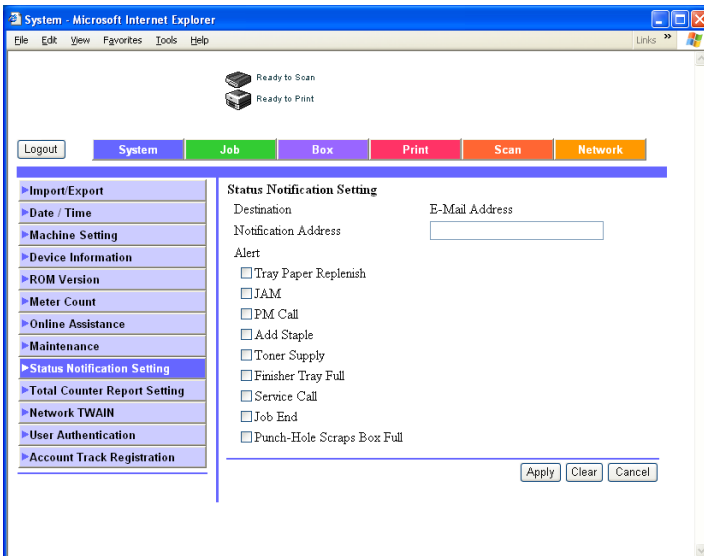 System - Microsoft Internet Explorer
File Edit View Favorites Tools Help
Links »
Ready to Scan
Ready to Print
Logout
System
Job
Box
Print
Scan
Network
Import/Export
Date / Time
Machine Setting
Device Information
ROM Version
Meter Count
Online Assistance
Maintenance
Status Notification Setting
Total Counter Report Setting
Network TWAIN
User Authentication
Account Track Registration
Status Notification Setting
Destination E-Mail Address
Notification Address
Alert
Tray Paper Replenish
JAM
PM Call
Add Staple
Toner Supply
Finisher Tray Full
Service Call
Job End
Punch-Hole Scraps Box Full
Apply Clear Cancel